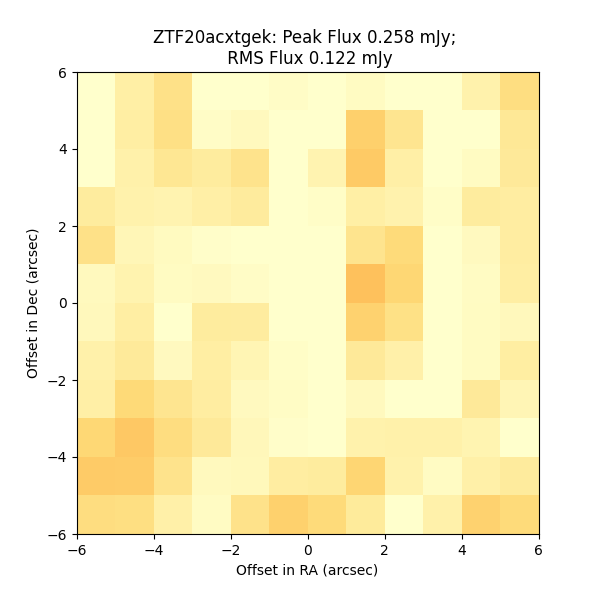 ZTF20acxtgek: Peak Flux 0.258 mJy;
RMS Flux 0.122 mJy
6
4
2
0
−2
−4
−6
Offset in Dec (arcsec)
−6 −4 −2 0 2 4 6
Offset in RA (arcsec)